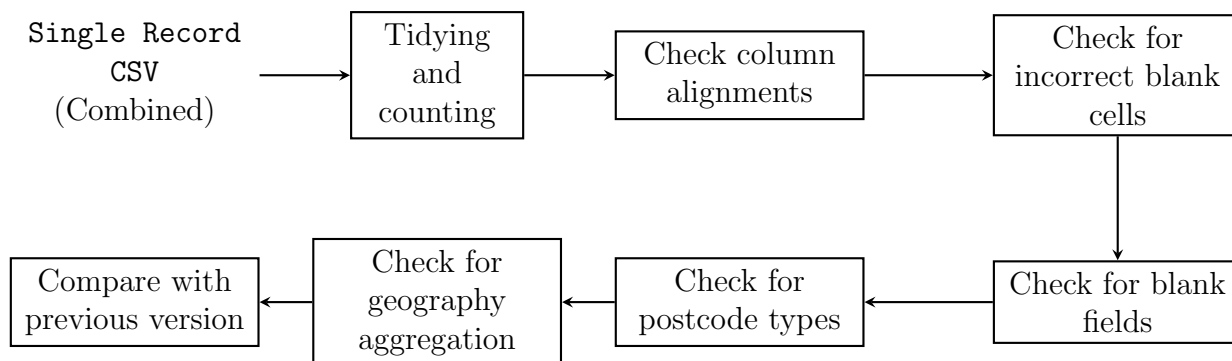 Single Record
CSV
(Combined)
Tidying
and
counting
Check column
alignments
Check for
incorrect blank
cells
Check for blank
fields
Check for
postcode types
Check for
geography
aggregation
Compare with
previous version